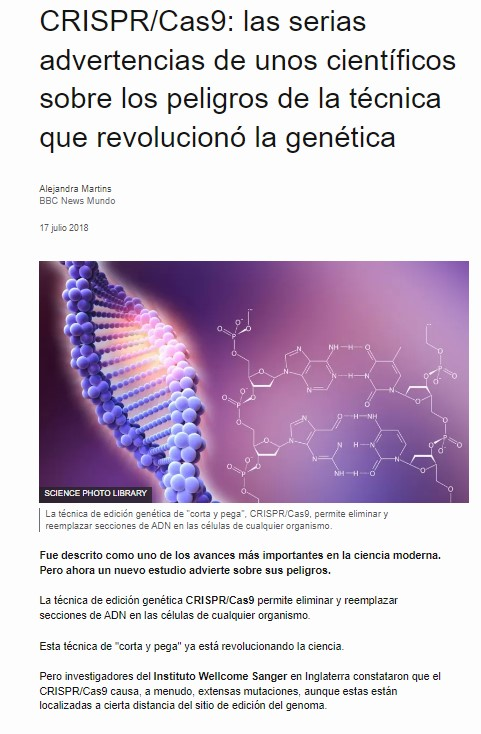 CRISPR/Cas9: las serias
advertencias de unos científicos
sobre los peligros de la técnica
que revolucionó la genética
Alejandra Martins
BBC News Mundo
17 julio 2018
SCIENCE PHOTO LIBRARY
La técnica de edición genética de "corta y pega", CRISPR/Cas9, permite eliminar y
reemplazar secciones de ADN en las células de cualquier organismo.
Fue descrito como uno de los avances más importantes en la ciencia moderna.
Pero ahora un nuevo estudio advierte sobre sus peligros.
La técnica de edición genética CRISPR/Cas9 permite eliminar y reemplazar
secciones de ADN en las células de cualquier organismo.
Esta técnica de "corta y pega" ya está revolucionando la ciencia.
Pero investigadores del Instituto Wellcome Sanger en Inglaterra constataron que el
CRISPR/Cas9 causa, a menudo, extensas mutaciones, aunque estas están
localizadas a cierta distancia del sitio de edición del genoma.